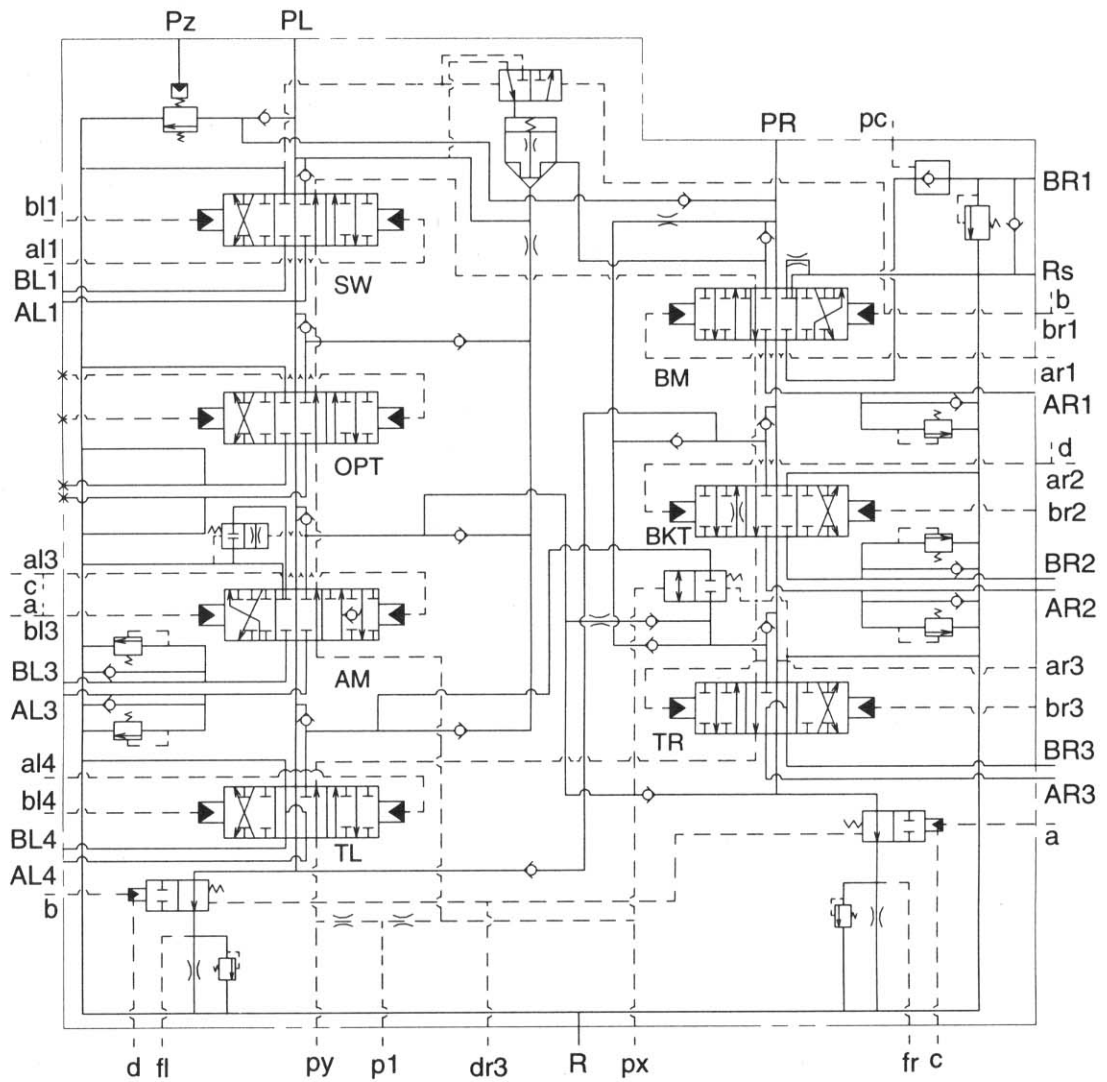 Pz
PL
PR
pc
BR1
bl1
al1
Rs
BL1
SW
b
AL1
br1
BM
ar1
AR1
d
OPT
ar2
br2
BKT
al3
BR2
c
a
AR2
bl3
BL3
AM
ar3
AL3
br3
TR
al4
BR3
bl4
AR3
BL4
TL
a
AL4
b
d
fl
py
p1
dr3
R
px
fr
c